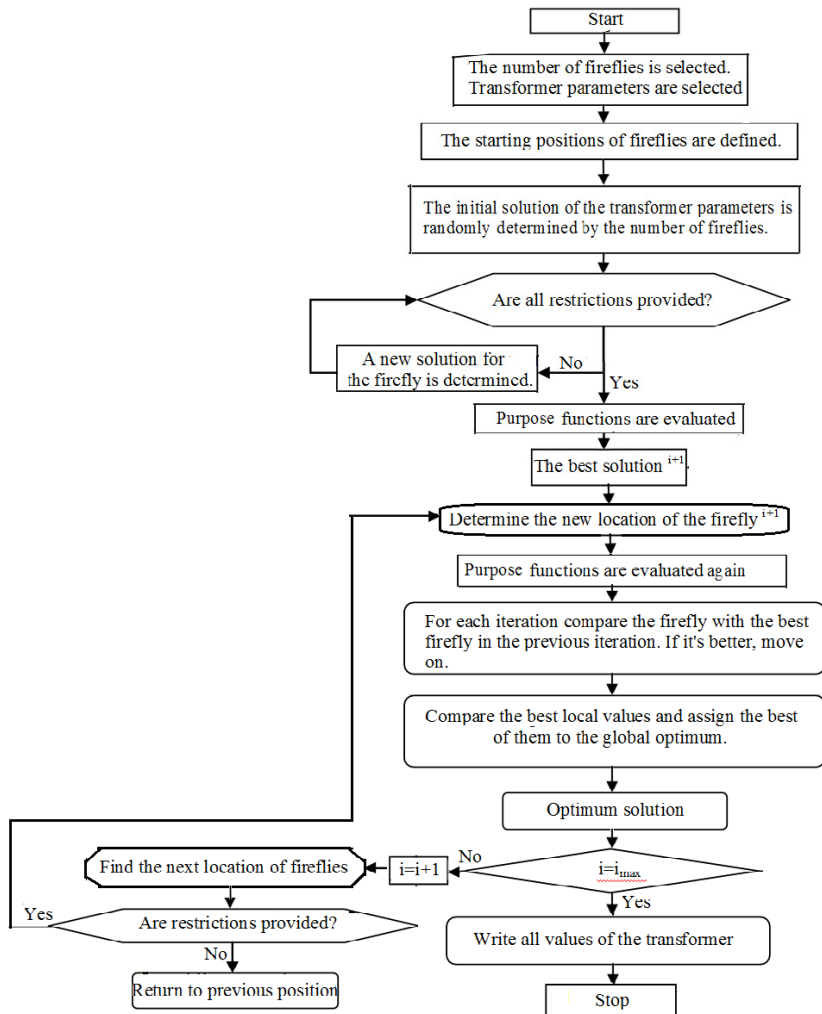 Start
The number of fireflies is selected.
Transformer parameters are selected
The starting positions of fireflies are defined.
The initial solution of the transformer parameters is
randomly determined by the number of fireflies.
Are all restrictions provided?
A new solution for
the firefly is determined.
No
Yes
Purpose functions are evaluated
The best solution i+1
Determine the new location of the firefly i+1
Purpose functions are evaluated again
For each iteration compare the firefly with the best
firefly in the previous iteration. If it's better, move
on.
Compare the best local values and assign the best
of them to the global optimum.
Optimum solution
i=imax
No
i=i+1
Find the next location of fireflies
Yes
Are restrictions provided?
No
Return to previous position
Yes
Write all values of the transformer
Stop